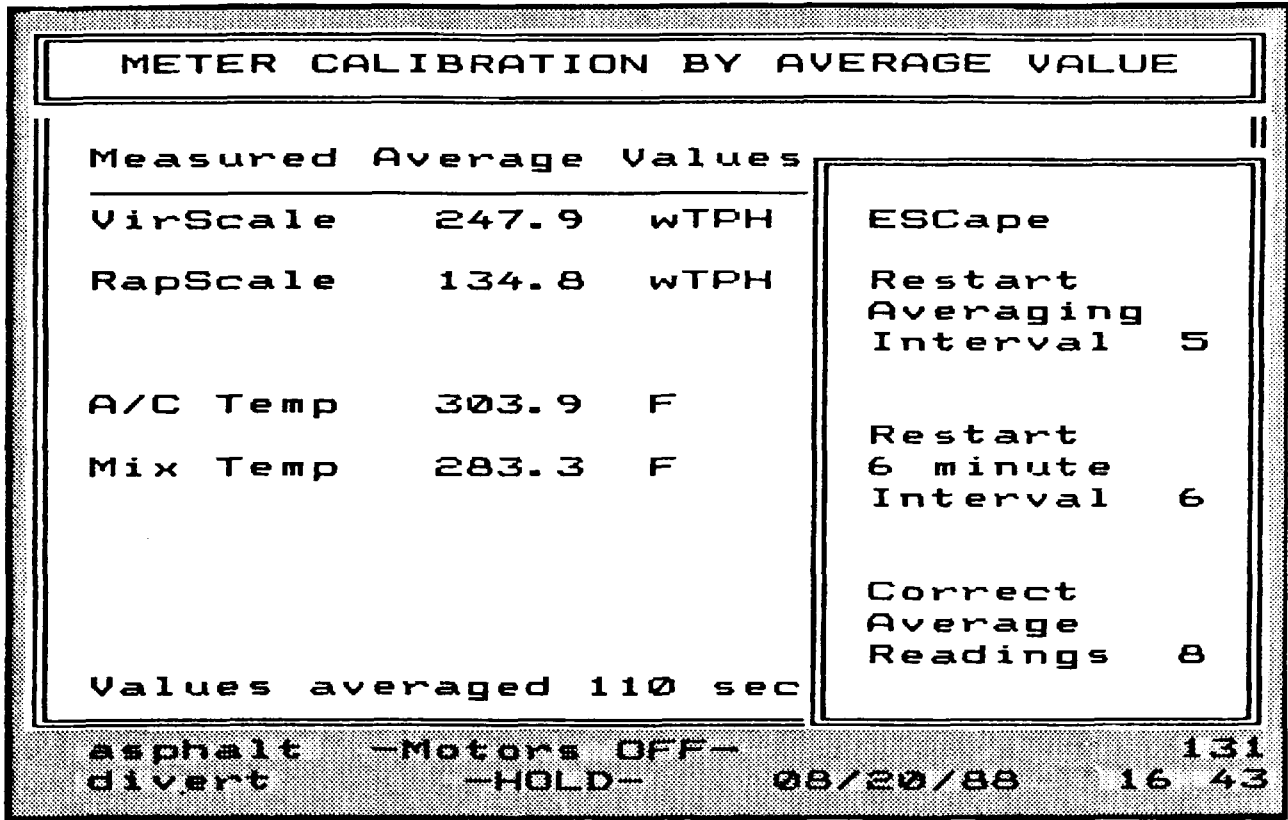 METER CALIBRATION BY AVERAGE VALUE
Measured Average Values
VirScale 247.9 wTPH
RapScale 134.8 wTPH
A/C Temp 303.9 F
Mix Temp 283.3 F
Values averaged 110 sec
ESCape
Restart
Averaging
Interval 5
Restart
6 minute
Interval 6
Correct
Average
Readings 8
asphalt -Motors OFF- 131
divert -HOLD- 08/20/88 16 43